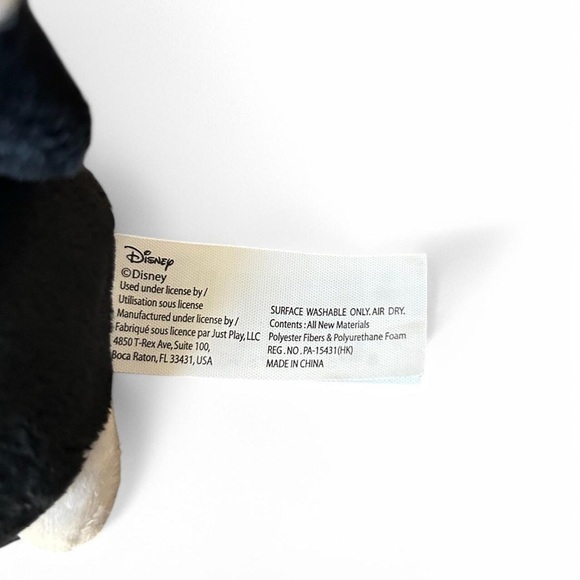 Disney
©Disney
Used under license by /
Utilisation sous license
Manufactured under license by /
Fabriqué sous licence par Just Play, LLC
4850 T-Rex Ave, Suite 100,
Boca Raton, FL 33431, USA
SURFACE WASHABLE ONLY. AIR DRY.
Contents : All New Materials
Polyester Fibers & Polyurethane Foam
REG. NO. PA-15431(HK)
MADE IN CHINA